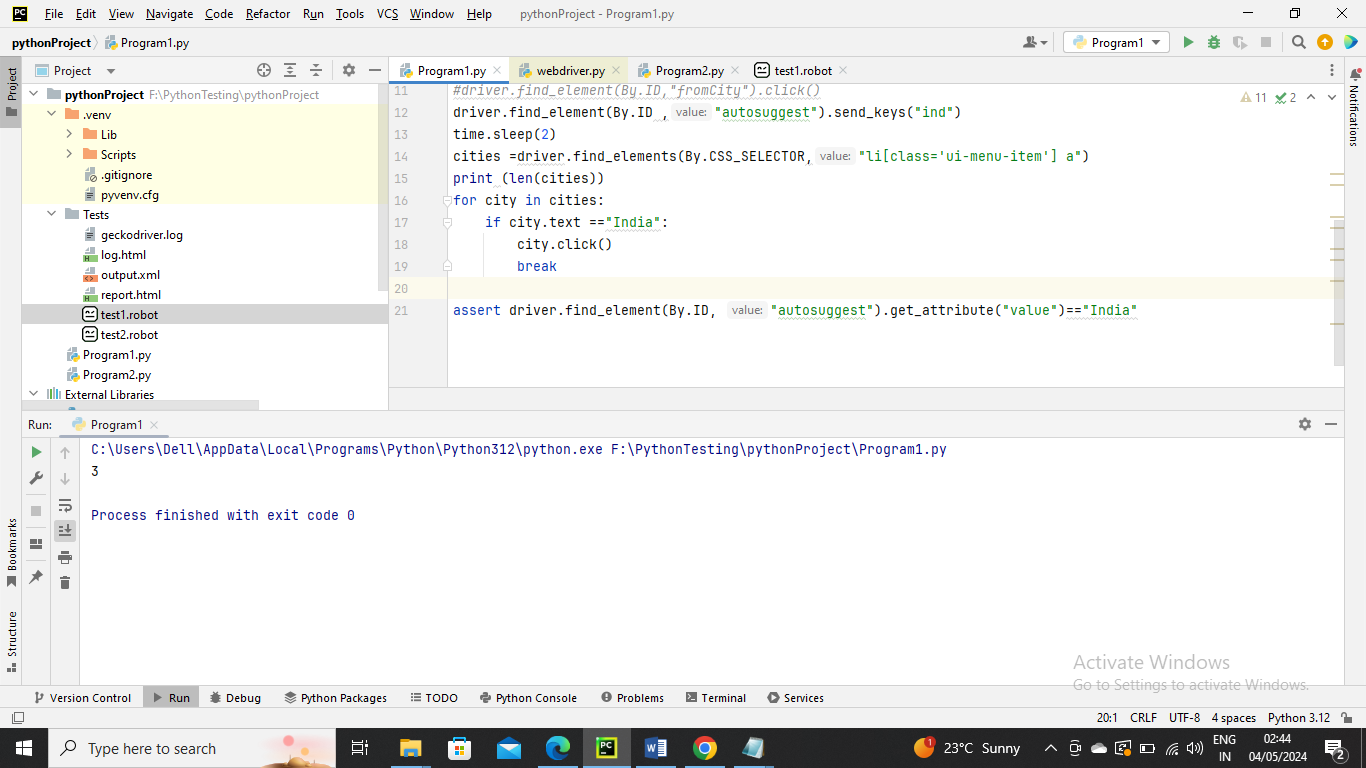 File Edit View Navigate Code Refactor Run Tools VCS Window Help pythonProject - Program1.py
pythonProject Program1.py Program1
Project Program1.py webdriver.py Program2.py test1.robot
Project
pythonProject F:\PythonTesting\pythonProject
.venv
Lib
Scripts
.gitignore
pyvenv.cfg
Tests
geckodriver.log
log.html
output.xml
report.html
test1.robot
test2.robot
Program1.py
Program2.py
External Libraries
11 #driver.find_element(By.ID,"fromCity").click()
12 driver.find_element(By.ID , value: "autosuggest").send_keys("ind")
13 time.sleep(2)
14 cities =driver.find_elements(By.CSS_SELECTOR, value: "li[class='ui-menu-item'] a")
15 print (len(cities))
16 for city in cities:
17 if city.text =="India":
18 city.click()
19 break
20
21 assert driver.find_element(By.ID, value: "autosuggest").get_attribute("value")=="India"
11 2
Notifications
Run: Program1
C:\Users\Dell\AppData\Local\Programs\Python\Python312\python.exe F:\PythonTesting\pythonProject\Program1.py
3
Process finished with exit code 0
Bookmarks
Structure
Activate Windows
Go to Settings to activate Windows.
Version Control Run Debug Python Packages TODO Python Console Problems Terminal Services
20:1 CRLF UTF-8 4 spaces Python 3.12
Type here to search
23°C Sunny
ENG
IN
02:44
04/05/2024
2